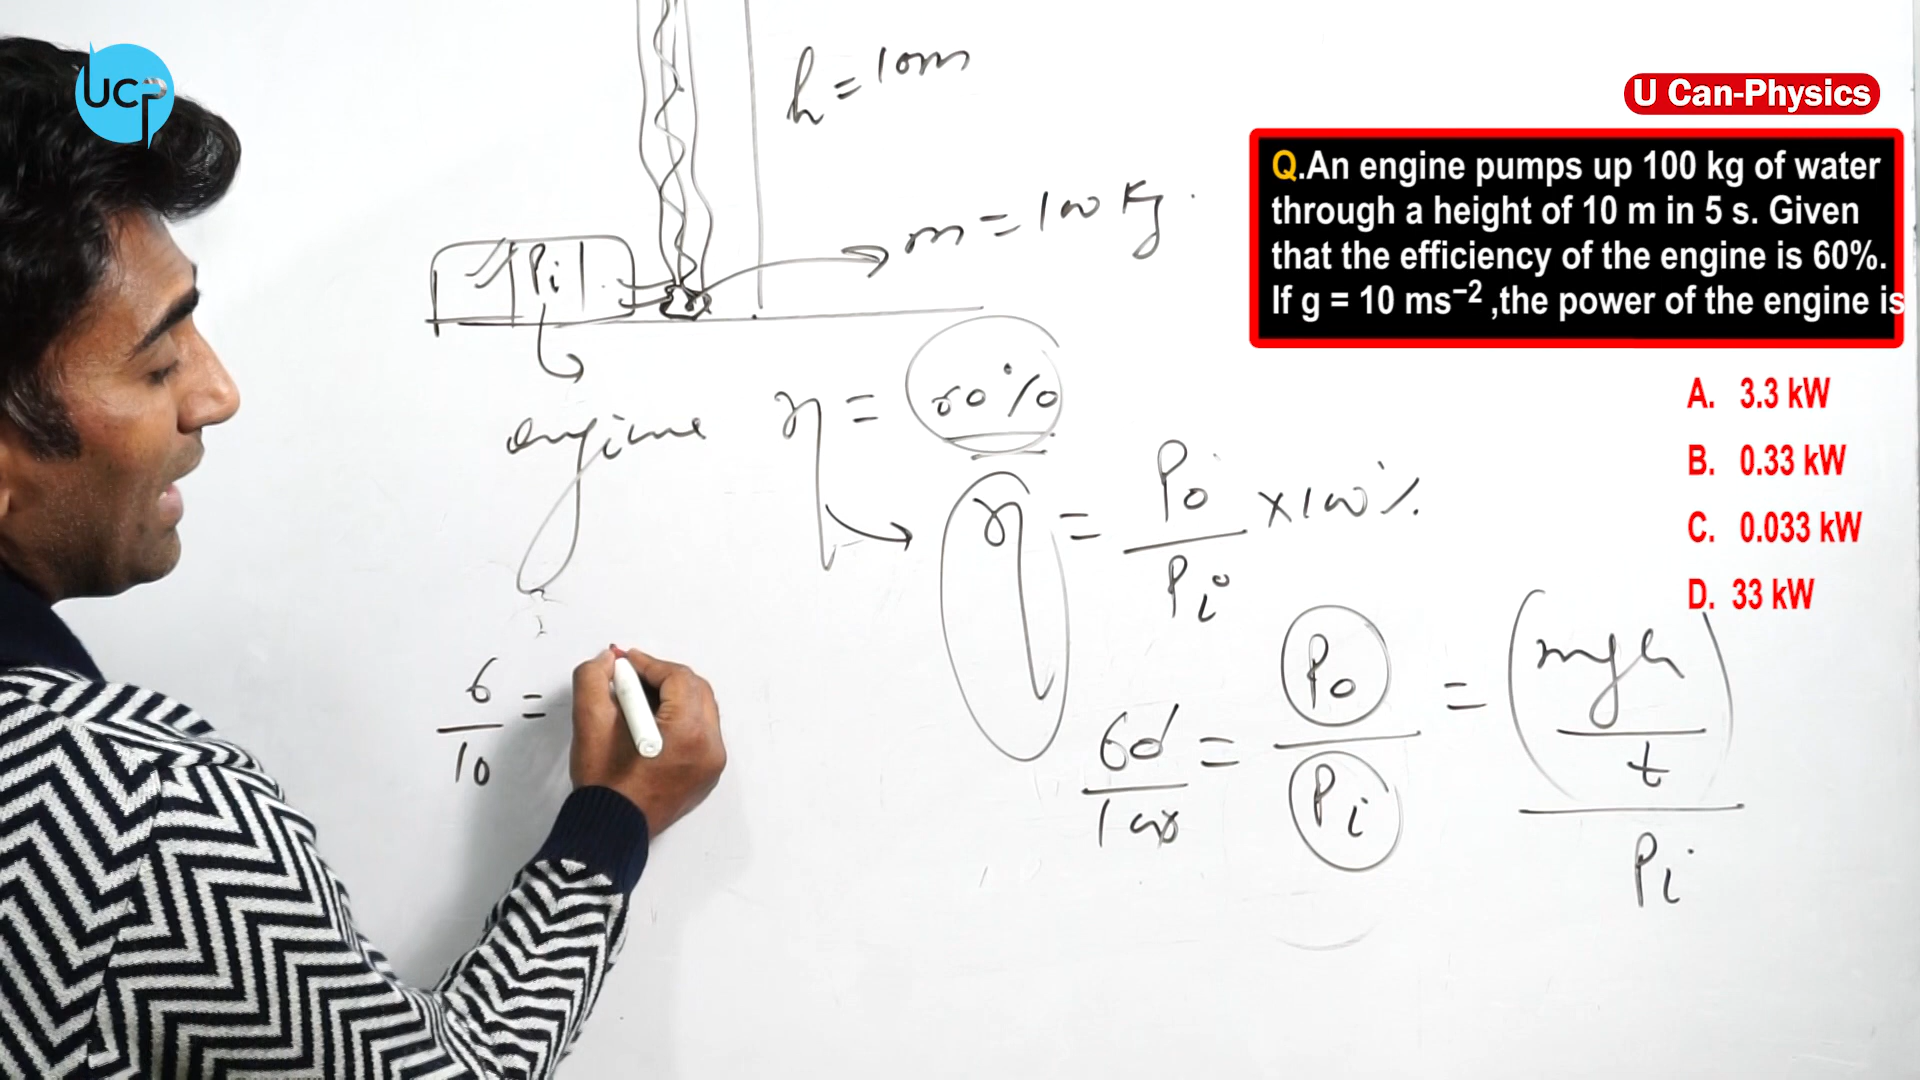 UCP
h = 10m
U Can-Physics
Q.An engine pumps up 100 kg of water
through a height of 10 m in 5 s. Given
that the efficiency of the engine is 60%.
If g = 10 ms⁻² ,the power of the engine is
m = 100 Kg.
Pi
engine η = 60%
A. 3.3 kW
B. 0.33 kW
C. 0.033 kW
D. 33 kW
η = Po/Pi × 100%
60/100 = Po/Pi = (mgh/t)/Pi
6/10 =